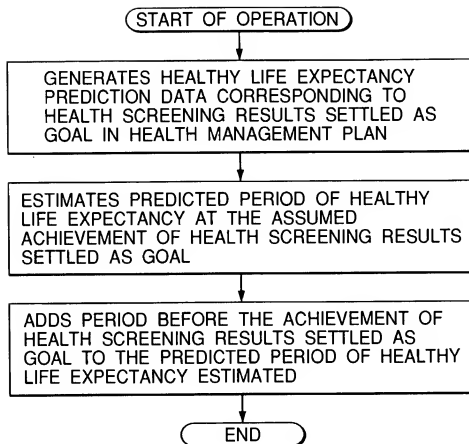 START OF OPERATION
GENERATES HEALTHY LIFE EXPECTANCY
PREDICTION DATA CORRESPONDING TO
HEALTH SCREENING RESULTS SETTLED AS
GOAL IN HEALTH MANAGEMENT PLAN
ESTIMATES PREDICTED PERIOD OF HEALTHY
LIFE EXPECTANCY AT THE ASSUMED
ACHIEVEMENT OF HEALTH SCREENING RESULTS
SETTLED AS GOAL
ADDS PERIOD BEFORE THE ACHIEVEMENT OF
HEALTH SCREENING RESULTS SETTLED AS
GOAL TO THE PREDICTED PERIOD OF HEALTHY
LIFE EXPECTANCY ESTIMATED
END